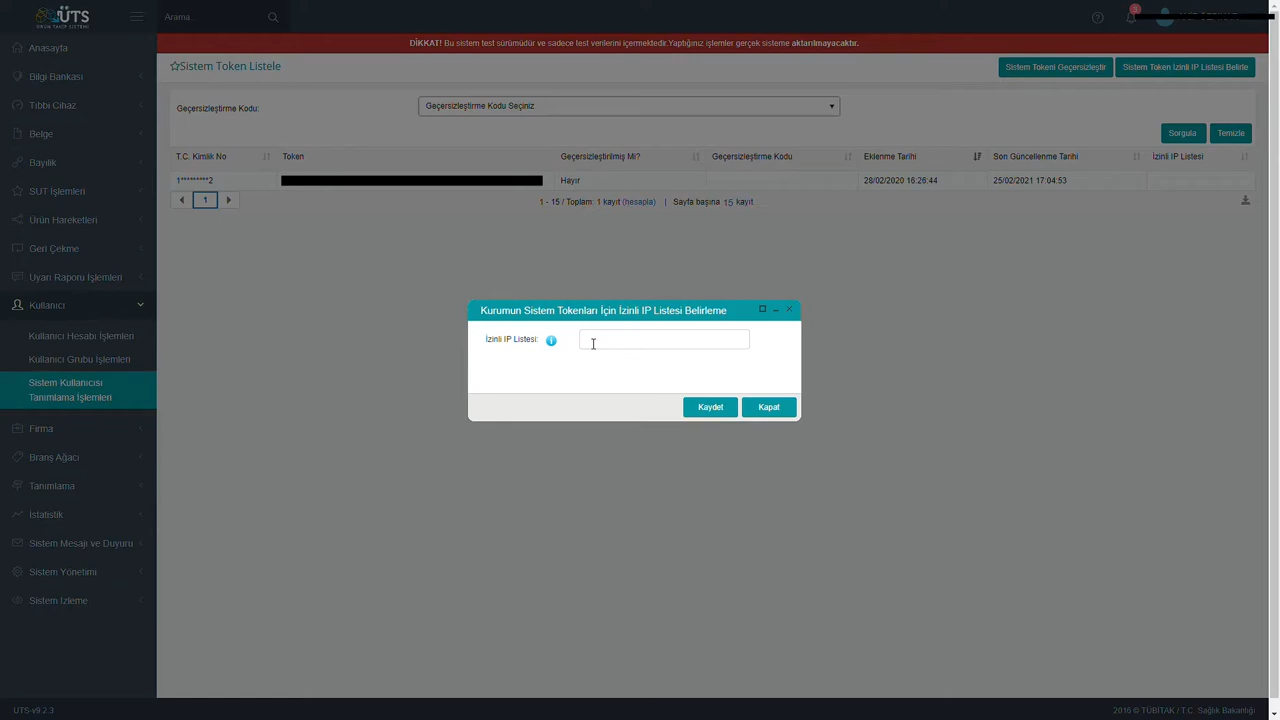 ÜTS
ÜRÜN TAKİP SİSTEMİ
Arama..
3
DİKKAT! Bu sistem test sürümüdür ve sadece test verilerini içermektedir.Yaptığınız işlemler gerçek sisteme aktarılmayacaktır.
Anasayfa
Bilgi Bankası
Tıbbi Cihaz
Belge
Bayilik
SUT İşlemleri
Ürün Hareketleri
Geri Çekme
Uyarı Raporu İşlemleri
Kullanıcı
Kullanıcı Hesabı İşlemleri
Kullanıcı Grubu İşlemleri
Sistem Kullanıcısı
Tanımlama İşlemleri
Firma
Branş Ağacı
Tanımlama
İstatistik
Sistem Mesajı ve Duyuru
Sistem Yönetimi
Sistem İzleme
UTS-v9.2.3
Sistem Token Listele
Sistem Tokeni Geçersizleştir
Sistem Token İzinli IP Listesi Belirle
Geçersizleştirme Kodu:
Geçersizleştirme Kodu Seçiniz
Sorgula
Temizle
T.C. Kimlik No Token Geçersizleştirilmiş Mi? Geçersizleştirme Kodu Eklenme Tarihi Son Güncellenme Tarihi İzinli IP Listesi
1*********2 Hayır 28/02/2020 16:26:44 25/02/2021 17:04:53
1
1 - 15 / Toplam: 1 kayıt (hesapla) | Sayfa başına 15 kayıt
Kurumun Sistem Tokenları İçin İzinli IP Listesi Belirleme
İzinli IP Listesi:
Kaydet
Kapat
2016 © TÜBİTAK / T.C. Sağlık Bakanlığı